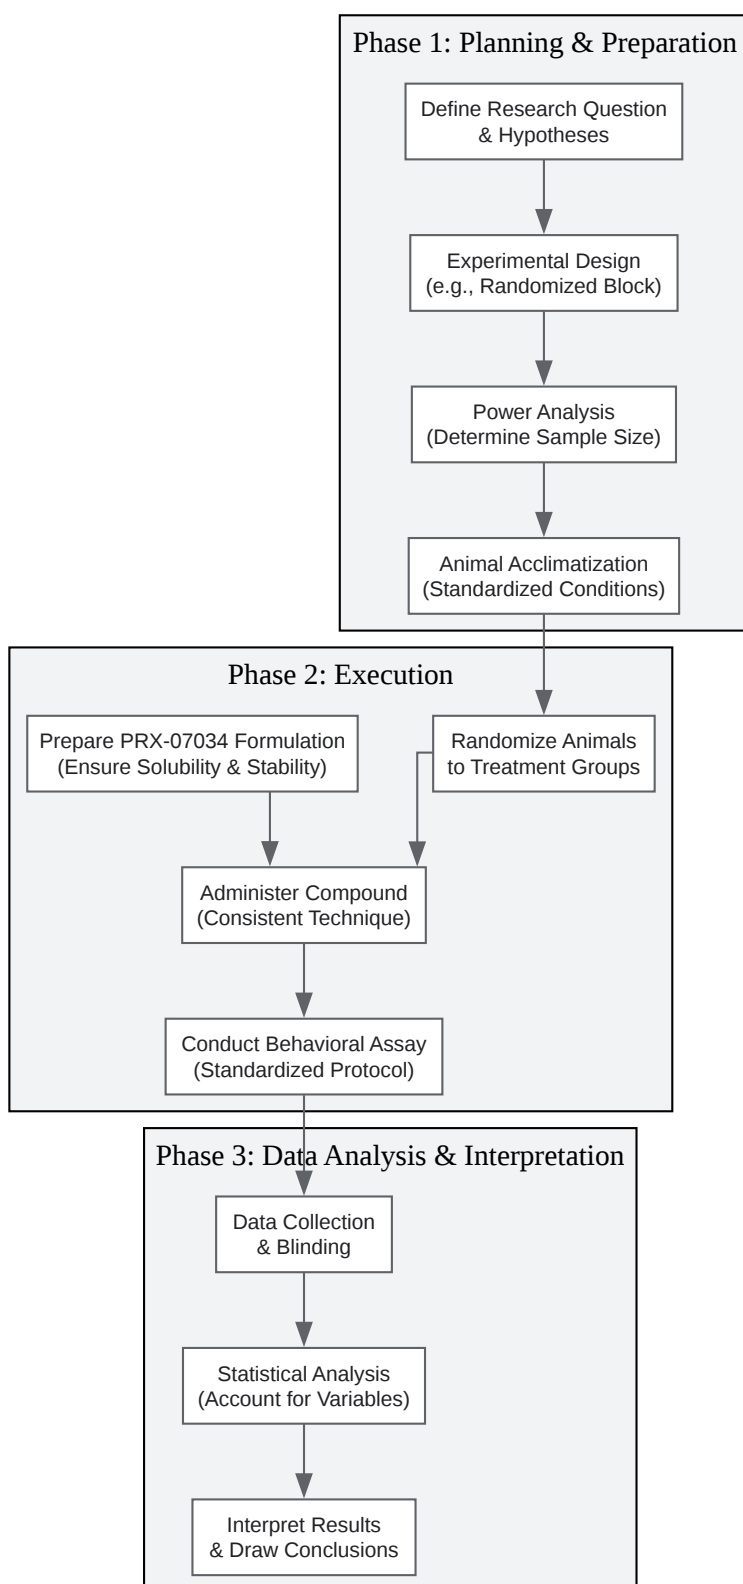 Phase 1: Planning & Preparation
Define Research Question
& Hypotheses
Experimental Design
(e.g., Randomized Block)
Power Analysis
(Determine Sample Size)
Animal Acclimatization
(Standardized Conditions)
Phase 2: Execution
Prepare PRX-07034 Formulation
(Ensure Solubility & Stability)
Randomize Animals
to Treatment Groups
Administer Compound
(Consistent Technique)
Conduct Behavioral Assay
(Standardized Protocol)
Phase 3: Data Analysis & Interpretation
Data Collection
& Blinding
Statistical Analysis
(Account for Variables)
Interpret Results
& Draw Conclusions